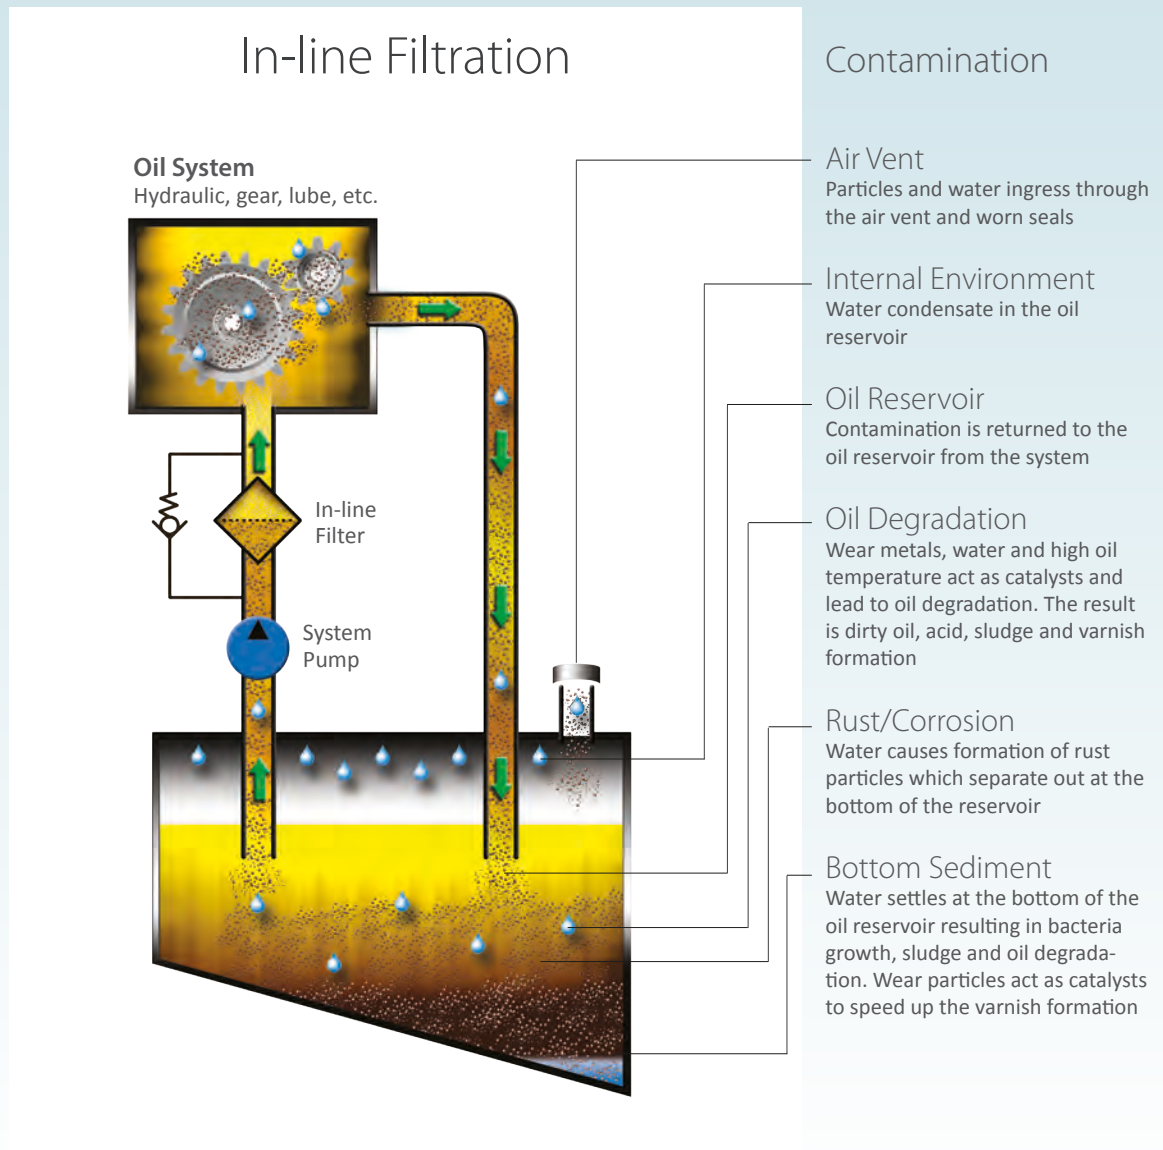 In-line Filtration
Oil System
Hydraulic, gear, lube, etc.
In-line
Filter
System
Pump
Contamination
Air Vent
Particles and water ingress through
the air vent and worn seals
Internal Environment
Water condensate in the oil
reservoir
Oil Reservoir
Contamination is returned to the
oil reservoir from the system
Oil Degradation
Wear metals, water and high oil
temperature act as catalysts and
lead to oil degradation. The result
is dirty oil, acid, sludge and varnish
formation
Rust/Corrosion
Water causes formation of rust
particles which separate out at the
bottom of the reservoir
Bottom Sediment
Water settles at the bottom of the
oil reservoir resulting in bacteria
growth, sludge and oil degrada-
tion. Wear particles act as catalysts
to speed up the varnish formation